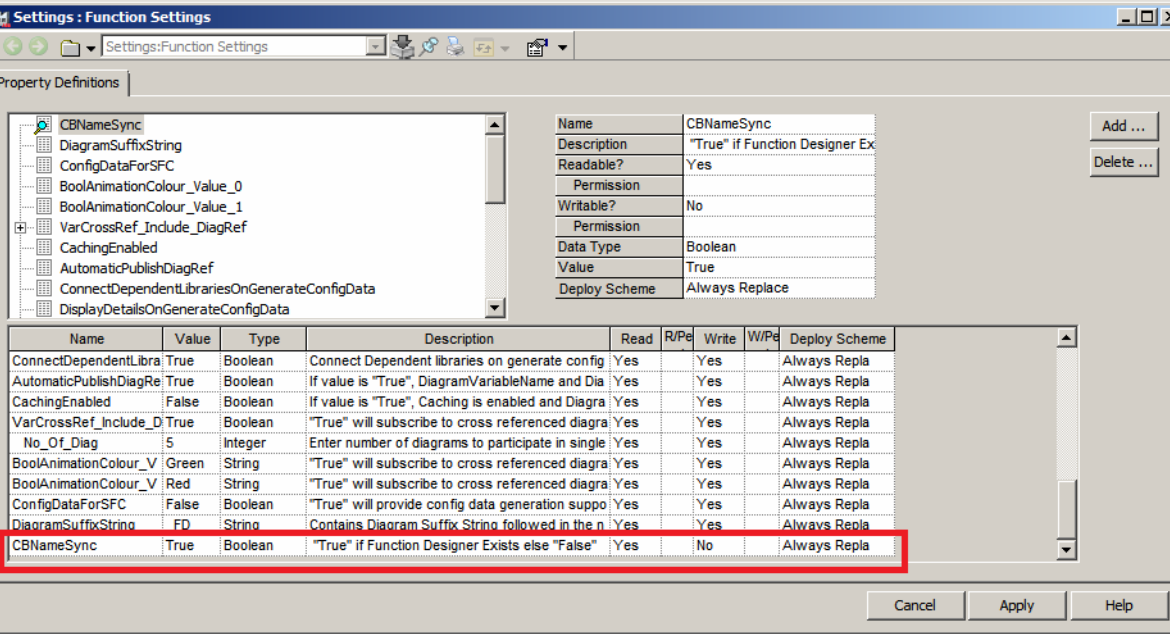 Settings : Function Settings
Settings:Function Settings
Property Definitions
CBNameSync
DiagramSuffixString
ConfigDataForSFC
BoolAnimationColour_Value_0
BoolAnimationColour_Value_1
VarCrossRef_Include_DiagRef
CachingEnabled
AutomaticPublishDiagRef
ConnectDependentLibrariesOnGenerateConfigData
DisplayDetailsOnGenerateConfigData
Name CBNameSync
Description "True" if Function Designer Ex
Readable? Yes
Permission
Writable? No
Permission
Data Type Boolean
Value True
Deploy Scheme Always Replace
Add ...
Delete ...
Name Value Type Description Read R/Pe Write W/Pe Deploy Scheme
ConnectDependentLibra True Boolean Connect Dependent libraries on generate config Yes Yes Always Repla
AutomaticPublishDiagRe True Boolean If value is "True", DiagramVariableName and Dia Yes Yes Always Repla
CachingEnabled False Boolean If value is "True", Caching is enabled and Diagra Yes Yes Always Repla
VarCrossRef_Include_D True Boolean "True" will subscribe to cross referenced diagra Yes Yes Always Repla
No_Of_Diag 5 Integer Enter number of diagrams to participate in single Yes Yes Always Repla
BoolAnimationColour_V Green String "True" will subscribe to cross referenced diagra Yes Yes Always Repla
BoolAnimationColour_V Red String "True" will subscribe to cross referenced diagra Yes Yes Always Repla
ConfigDataForSFC False Boolean "True" will provide config data generation suppo Yes Yes Always Repla
DiagramSuffixString FD String Contains Diagram Suffix String followed in the n Yes Yes Always Repla
CBNameSync True Boolean "True" if Function Designer Exists else "False" Yes No Always Repla
Cancel
Apply
Help